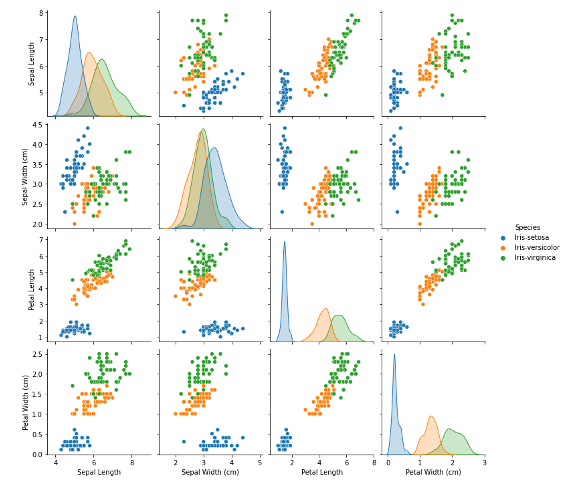 8
7
6
5
Sepal Length
4.5
4.0
3.5
3.0
2.5
2.0
Sepal Width (cm)
Species
Iris-setosa
Iris-versicolor
Iris-virginica
7
6
5
4
3
2
1
Petal Length
2.5
2.0
1.5
1.0
0.5
0.0
Petal Width (cm)
4 6 8
2 3 4 5
2 4 6 8
0 1 2 3
Sepal Length Sepal Width (cm) Petal Length Petal Width (cm)